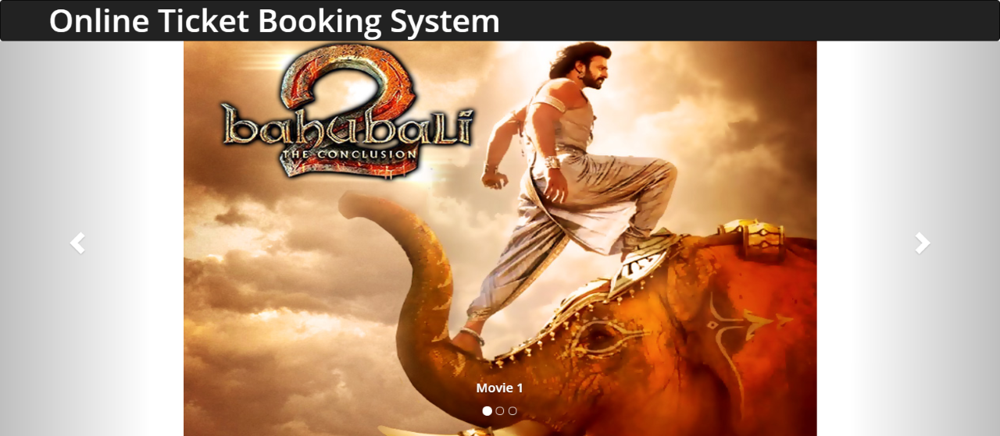 Online Ticket Booking System
2
bahubali
THE CONCLUSION
Movie 1